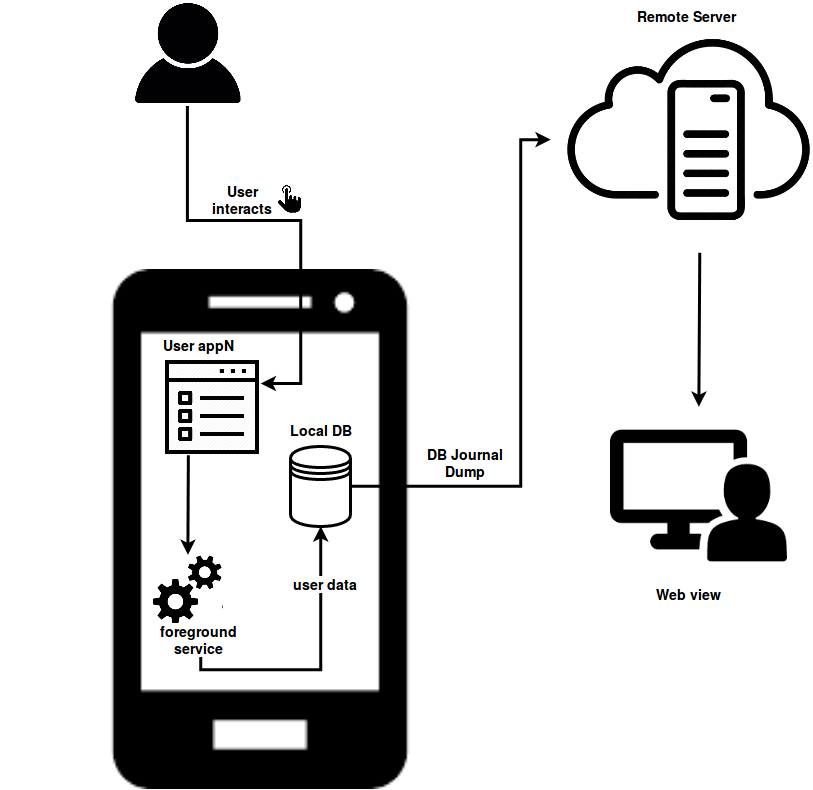 Remote Server
User
interacts
User appN
Local DB
DB Journal
Dump
user data
Web view
foreground
service